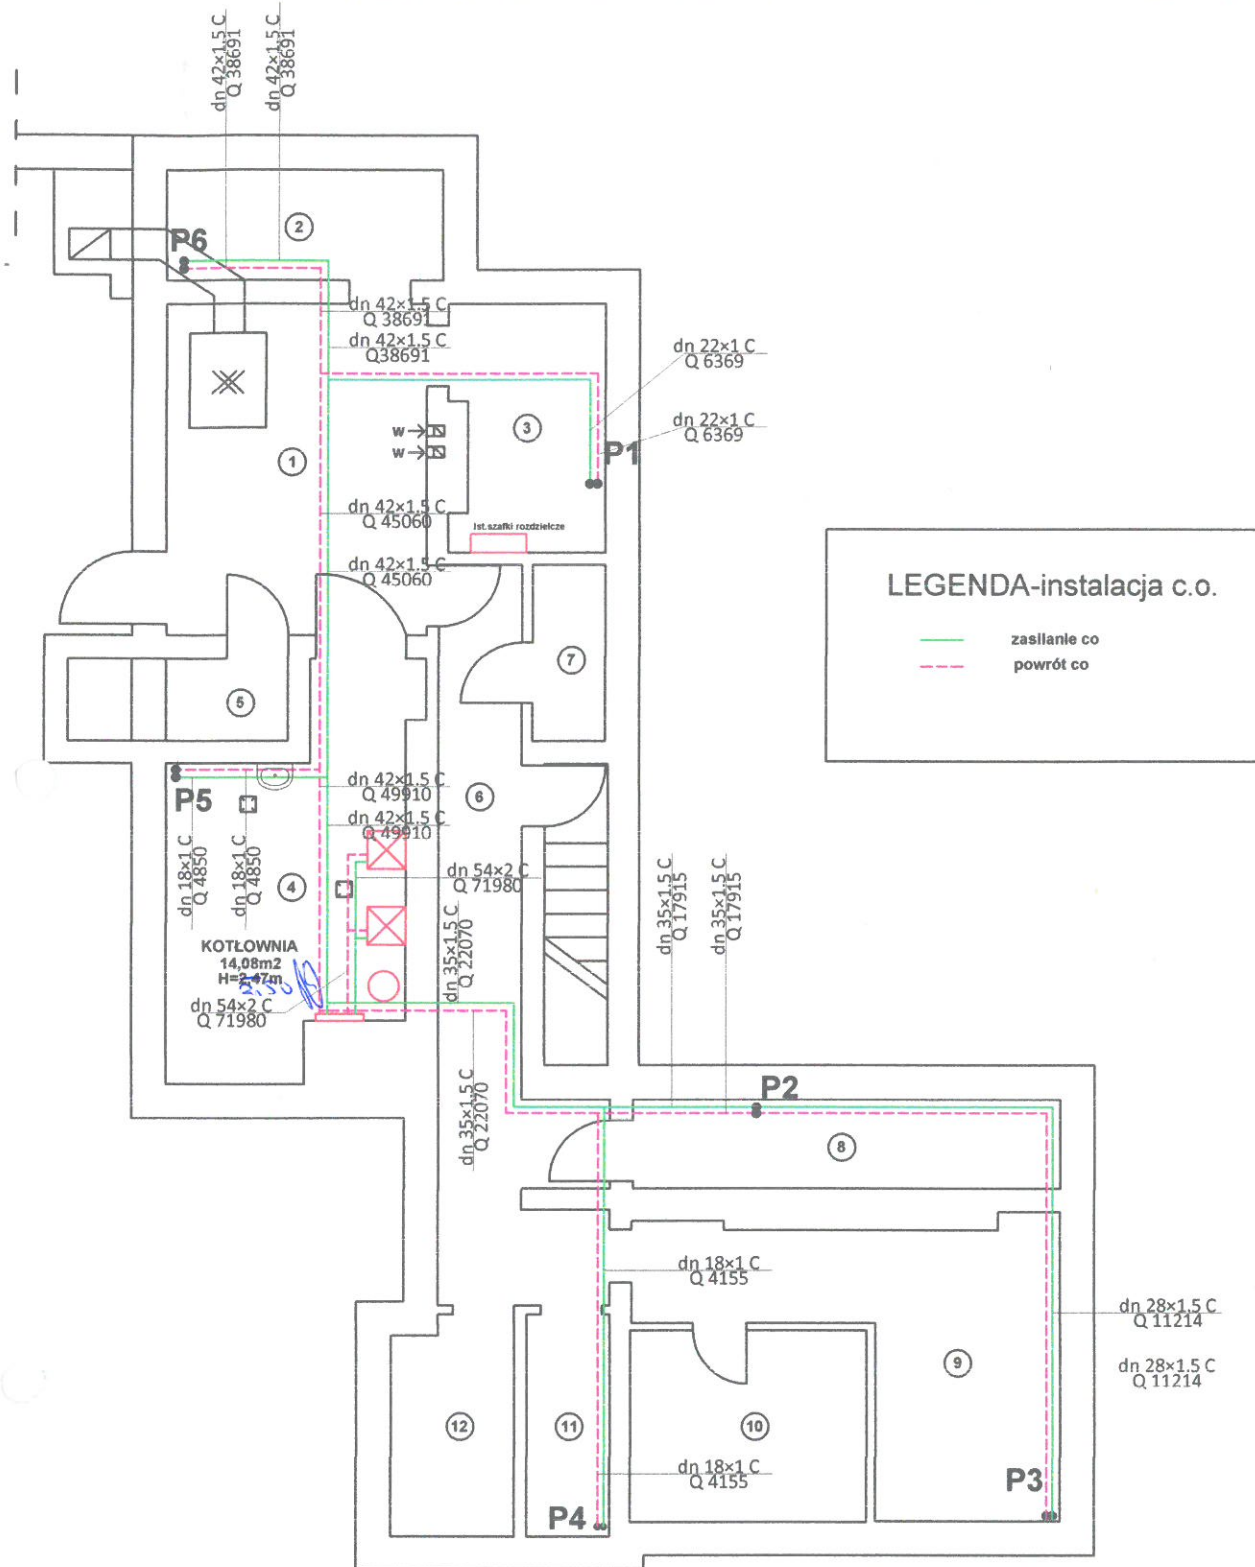 dn 42×1.5 C
Q 38691
dn 42×1.5 C
Q 38691
2
P6
dn 42×1.5 C
Q 38691
dn 42×1.5 C
Q38691
dn 22×1 C
Q 6369
dn 22×1 C
Q 6369
3
W
W
P1
1
dn 42×1.5 C
Q 45060
Ist.szafki rozdzielcze
dn 42×1.5 C
Q 45060
LEGENDA-instalacja c.o.
zasilanie co
powrót co
7
5
P5
dn 42×1.5 C
Q 49910
6
dn 42×1.5 C
Q 49910
dn 18×1 C
Q 4850
dn 18×1 C
Q 4850
4
dn 54×2 C
Q 71980
dn 35×1.5 C
Q 17915
dn 35×1.5 C
Q 17915
KOTŁOWNIA
14,08m2
H=2,47m
2,50
dn 54×2 C
Q 71980
dn 35×1.5 C
Q 22070
dn 35×1.5 C
Q 22070
P2
8
dn 18×1 C
Q 4155
dn 28×1.5 C
Q 11214
dn 28×1.5 C
Q 11214
9
12
11
10
dn 18×1 C
Q 4155
P3
P4